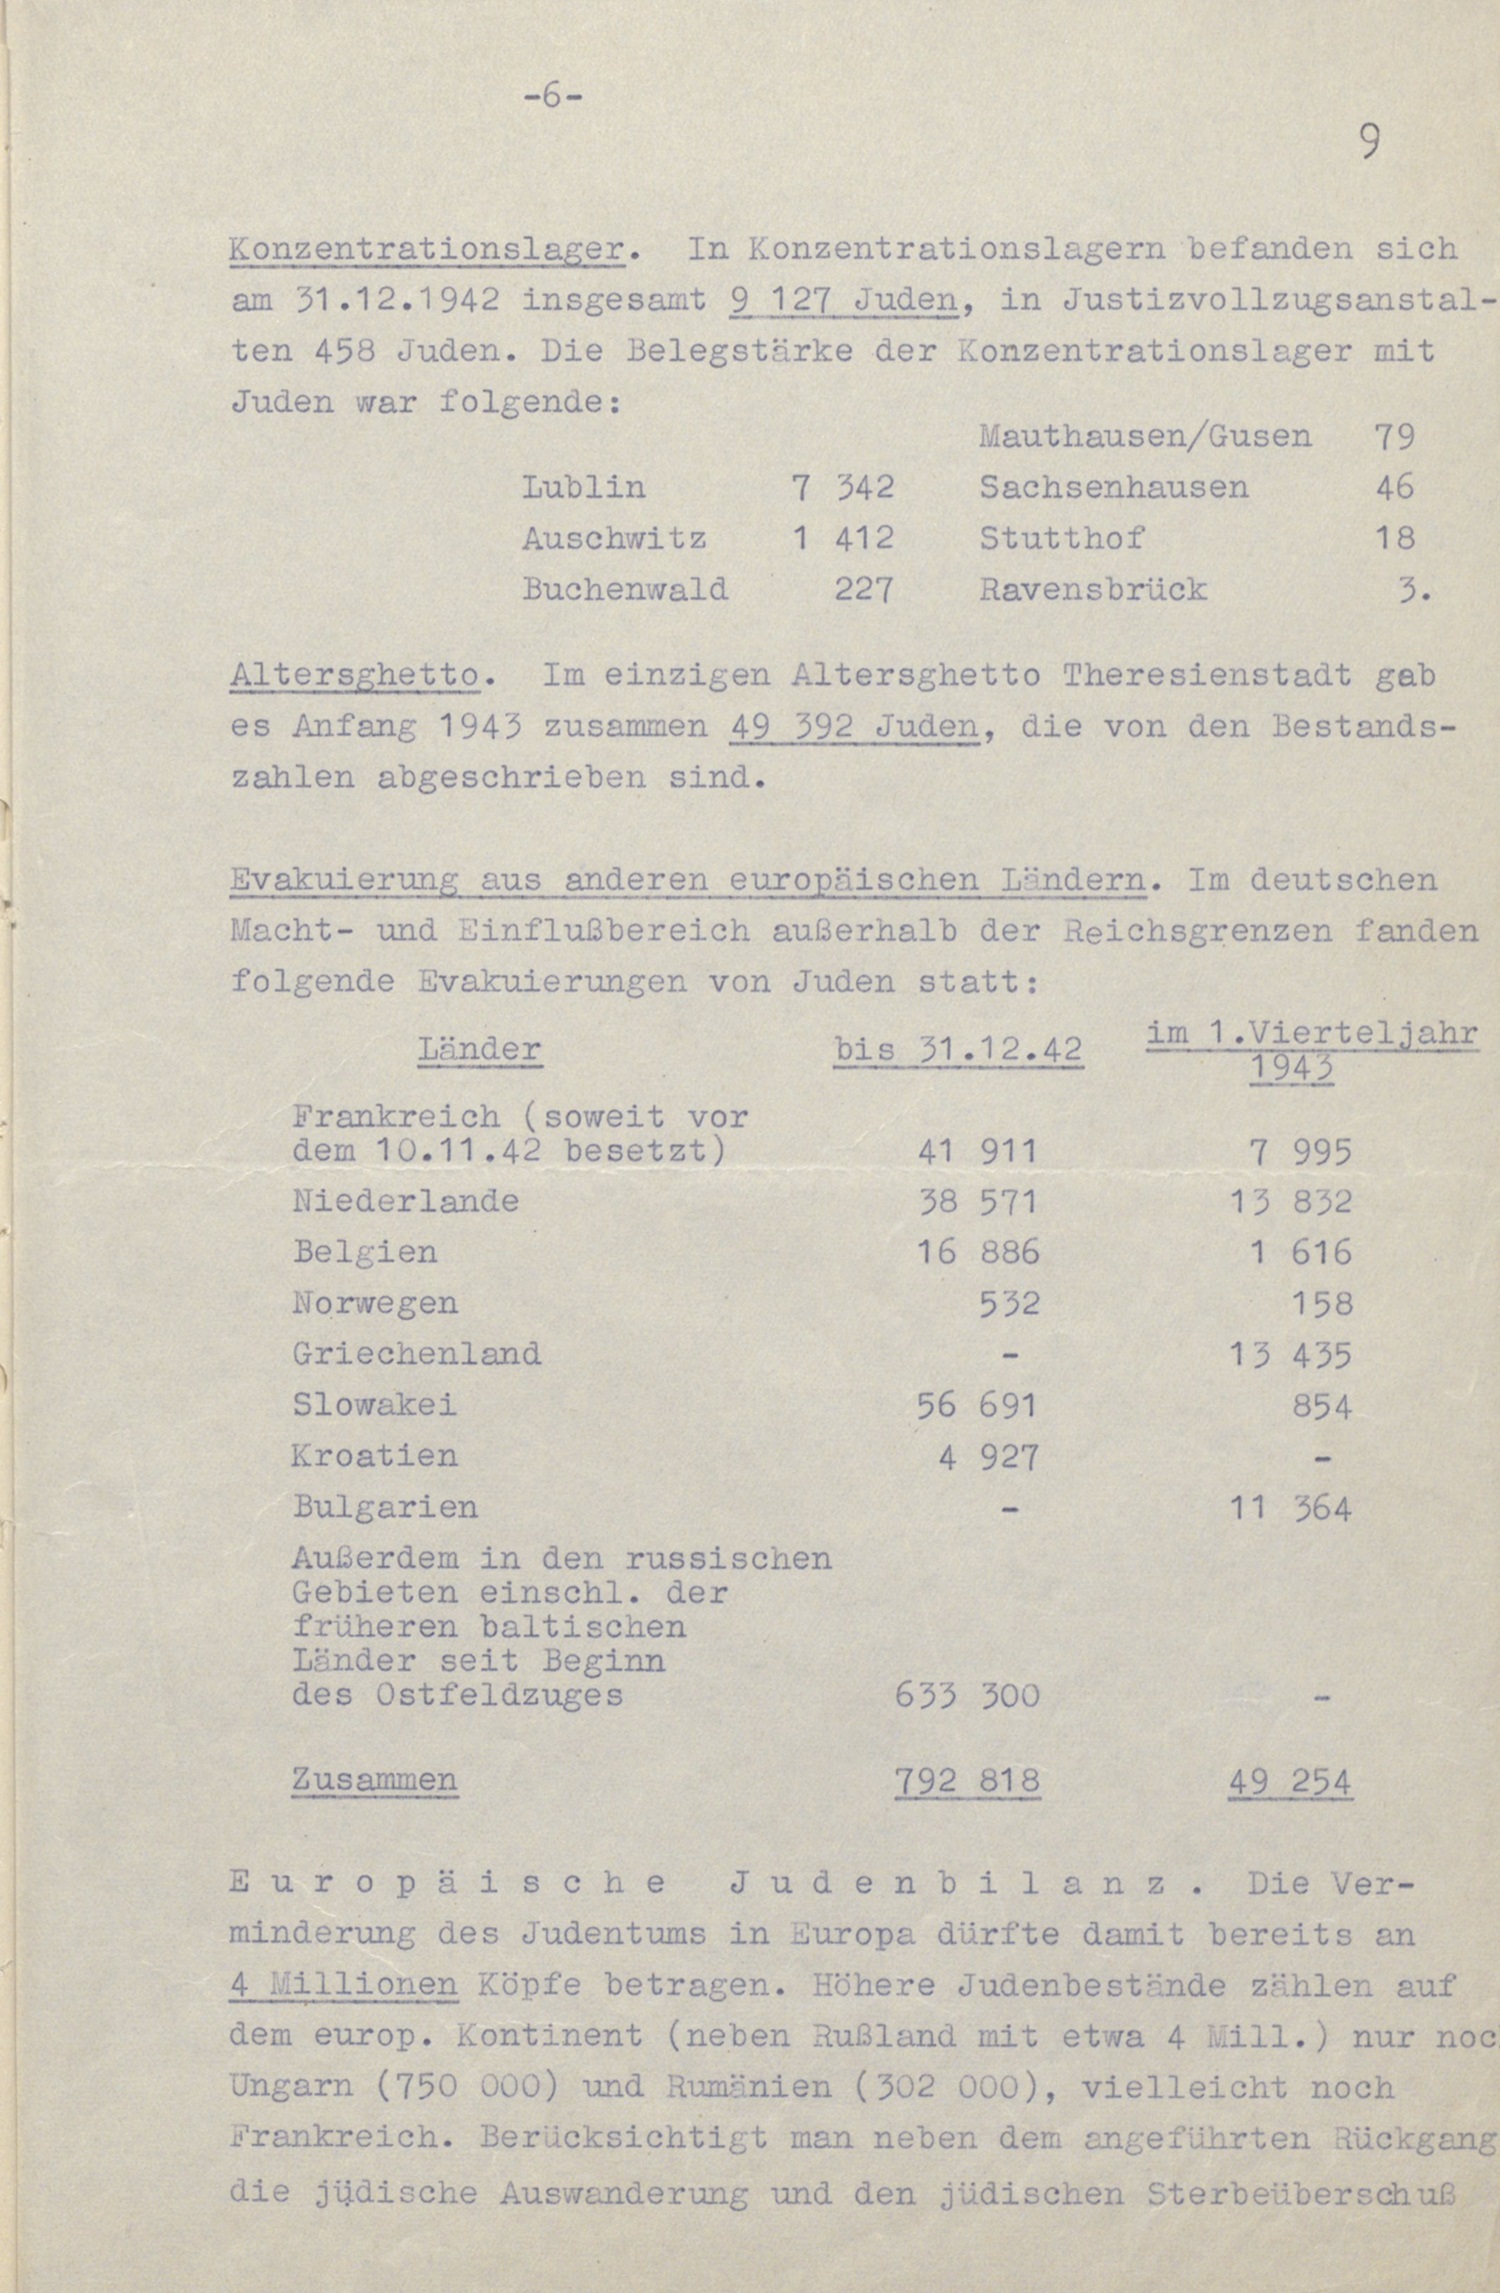 -6-
9
Konzentrationslager. In Konzentrationslagern befanden sich
am 31.12.1942 insgesamt 9 127 Juden, in Justizvollzugsanstal-
ten 458 Juden. Die Belegstärke der Konzentrationslager mit
Juden war folgende:
Mauthausen/Gusen 79
Lublin 7 342 Sachsenhausen 46
Auschwitz 1 412 Stutthof 18
Buchenwald 227 Ravensbrück 3.
Altersghetto. Im einzigen Altersghetto Theresienstadt gab
es Anfang 1943 zusammen 49 392 Juden, die von den Bestands-
zahlen abgeschrieben sind.
Evakuierung aus anderen europäischen Ländern. Im deutschen
Macht- und Einflußbereich außerhalb der Reichsgrenzen fanden
folgende Evakuierungen von Juden statt:
Länder bis 31.12.42 im 1.Vierteljahr
1943
Frankreich (soweit vor
dem 10.11.42 besetzt) 41 911 7 995
Niederlande 38 571 13 832
Belgien 16 886 1 616
Norwegen 532 158
Griechenland - 13 435
Slowakei 56 691 854
Kroatien 4 927 -
Bulgarien - 11 364
Außerdem in den russischen
Gebieten einschl. der
früheren baltischen
Länder seit Beginn
des Ostfeldzuges 633 300 -
Zusammen 792 818 49 254
Europäische Judenbilanz. Die Ver-
minderung des Judentums in Europa dürfte damit bereits an
4 Millionen Köpfe betragen. Höhere Judenbestände zählen auf
dem europ. Kontinent (neben Rußland mit etwa 4 Mill.) nur noc
Ungarn (750 000) und Rumänien (302 000), vielleicht noch
Frankreich. Berücksichtigt man neben dem angeführten Rückgang
die jüdische Auswanderung und den jüdischen Sterbeüberschuß